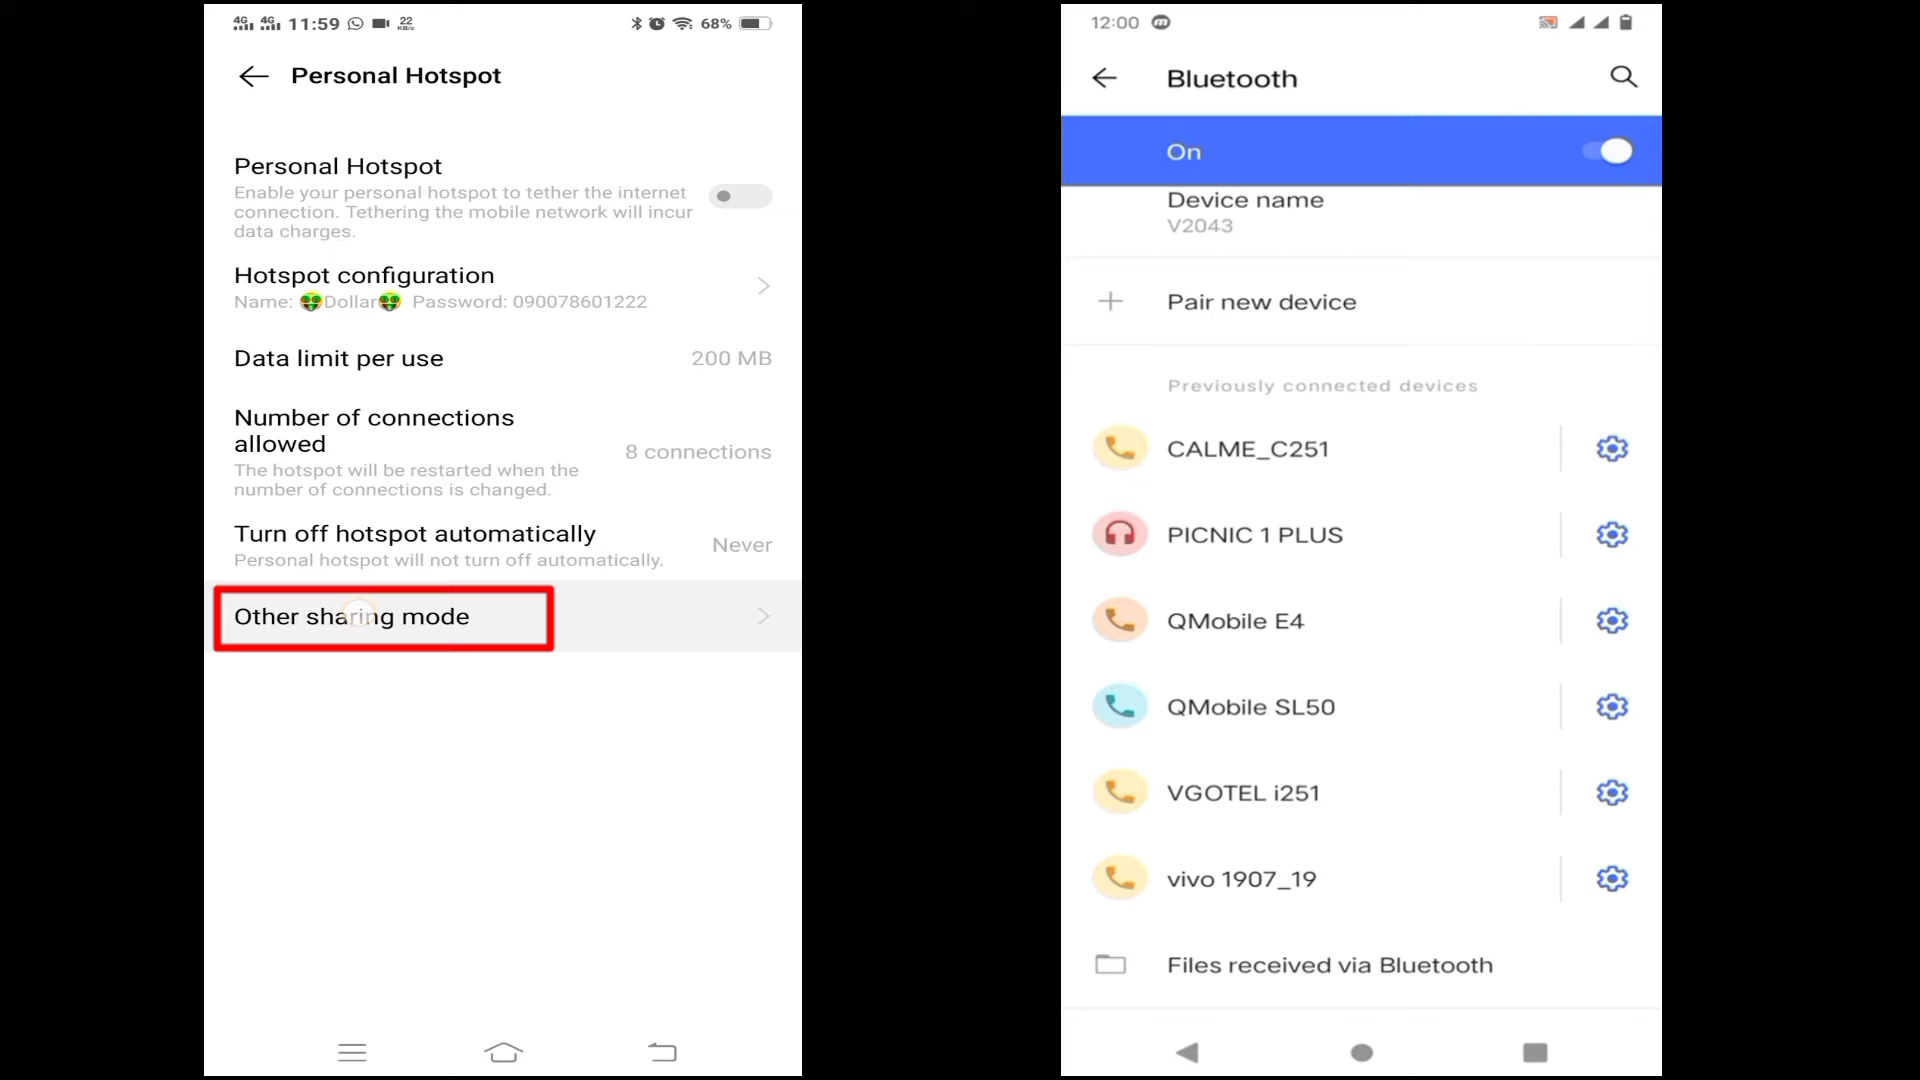 4G 4G 11:59 22 KB/s 68%
Personal Hotspot
Personal Hotspot
Enable your personal hotspot to tether the internet
connection. Tethering the mobile network will incur
data charges.
Hotspot configuration
Name: 🤑Dollar🤑 Password: 090078601222
Data limit per use 200 MB
Number of connections
allowed
8 connections
The hotspot will be restarted when the
number of connections is changed.
Turn off hotspot automatically
Never
Personal hotspot will not turn off automatically.
Other sharing mode
12:00
Bluetooth
On
Device name
V2043
Pair new device
Previously connected devices
CALME_C251
PICNIC 1 PLUS
QMobile E4
QMobile SL50
VGOTEL i251
vivo 1907_19
Files received via Bluetooth